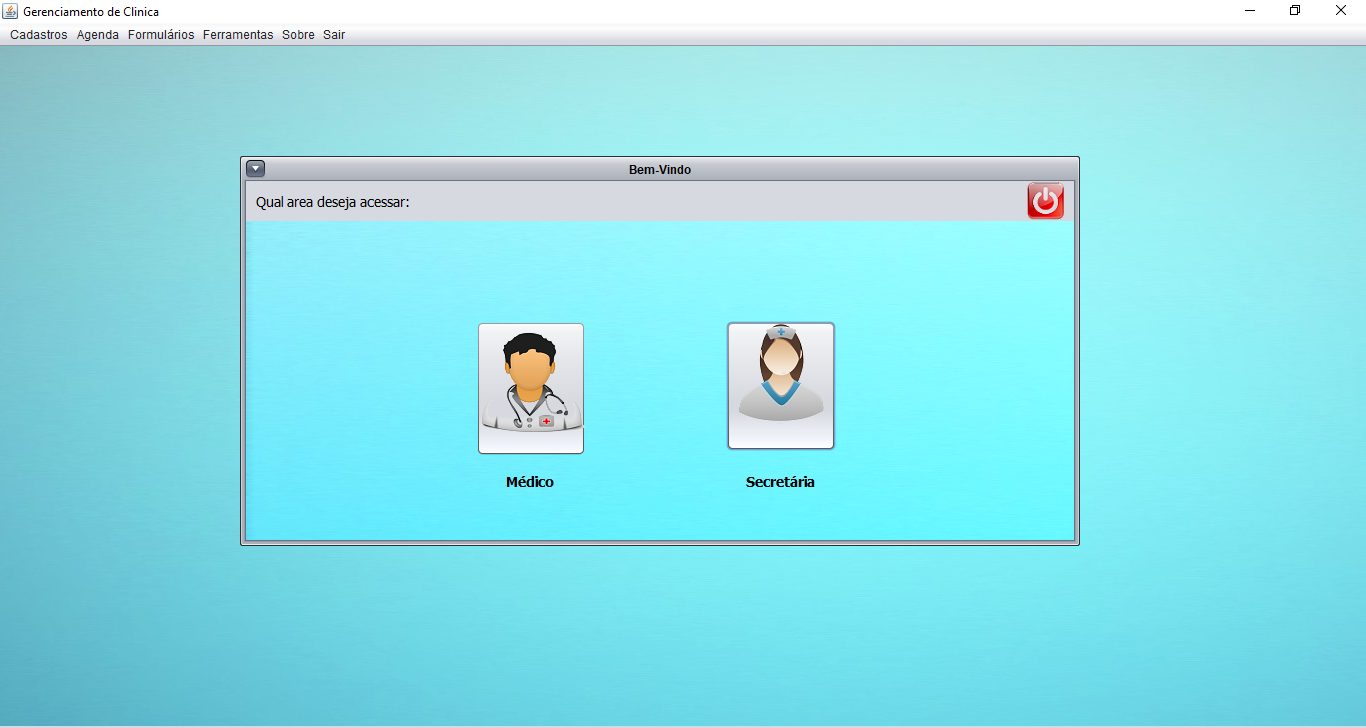 Gerenciamento de Clinica
Cadastros Agenda Formulários Ferramentas Sobre Sair
Bem-Vindo
Qual area deseja acessar:
Médico Secretária